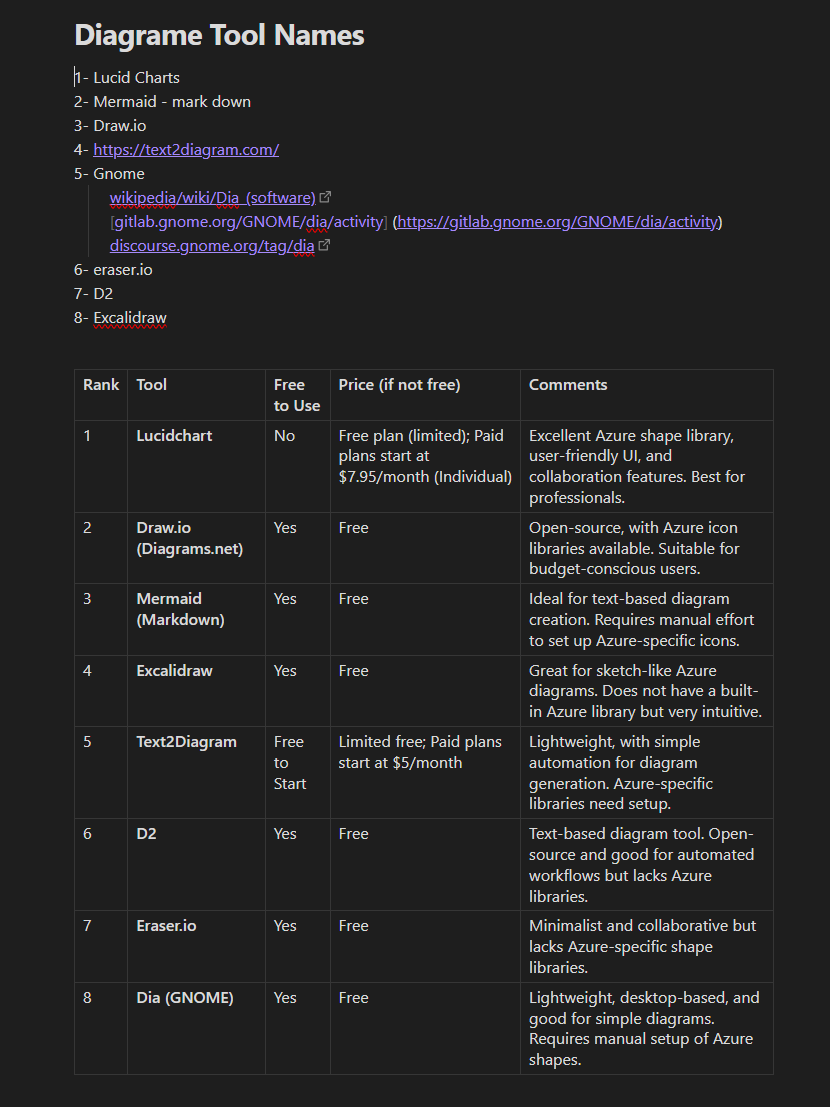 Diagrame Tool Names
1- Lucid Charts
2- Mermaid - mark down
3- Draw.io
4- https://text2diagram.com/
5- Gnome
wikipedia/wiki/Dia_(software)
[gitlab.gnome.org/GNOME/dia/activity] (https://gitlab.gnome.org/GNOME/dia/activity)
discourse.gnome.org/tag/dia
6- eraser.io
7- D2
8- Excalidraw
Rank Tool Free to Use Price (if not free) Comments
1 Lucidchart No Free plan (limited); Paid plans start at $7.95/month (Individual) Excellent Azure shape library, user-friendly UI, and collaboration features. Best for professionals.
2 Draw.io (Diagrams.net) Yes Free Open-source, with Azure icon libraries available. Suitable for budget-conscious users.
3 Mermaid (Markdown) Yes Free Ideal for text-based diagram creation. Requires manual effort to set up Azure-specific icons.
4 Excalidraw Yes Free Great for sketch-like Azure diagrams. Does not have a built-in Azure library but very intuitive.
5 Text2Diagram Free to Start Limited free; Paid plans start at $5/month Lightweight, with simple automation for diagram generation. Azure-specific libraries need setup.
6 D2 Yes Free Text-based diagram tool. Open-source and good for automated workflows but lacks Azure libraries.
7 Eraser.io Yes Free Minimalist and collaborative but lacks Azure-specific shape libraries.
8 Dia (GNOME) Yes Free Lightweight, desktop-based, and good for simple diagrams. Requires manual setup of Azure shapes.